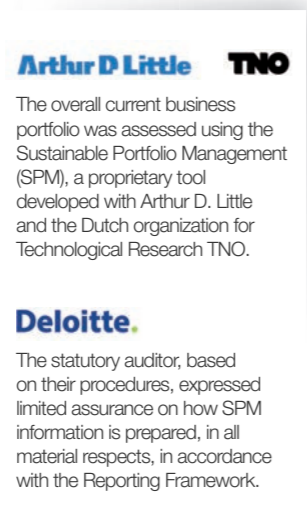 Arthur D Little TNO
The overall current business
portfolio was assessed using the
Sustainable Portfolio Management
(SPM), a proprietary tool
developed with Arthur D. Little
and the Dutch organization for
Technological Research TNO.
Deloitte.
The statutory auditor, based
on their procedures, expressed
limited assurance on how SPM
information is prepared, in all
material respects, in accordance
with the Reporting Framework.